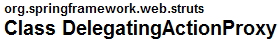 org.springframework.web.struts
Class DelegatingActionProxy